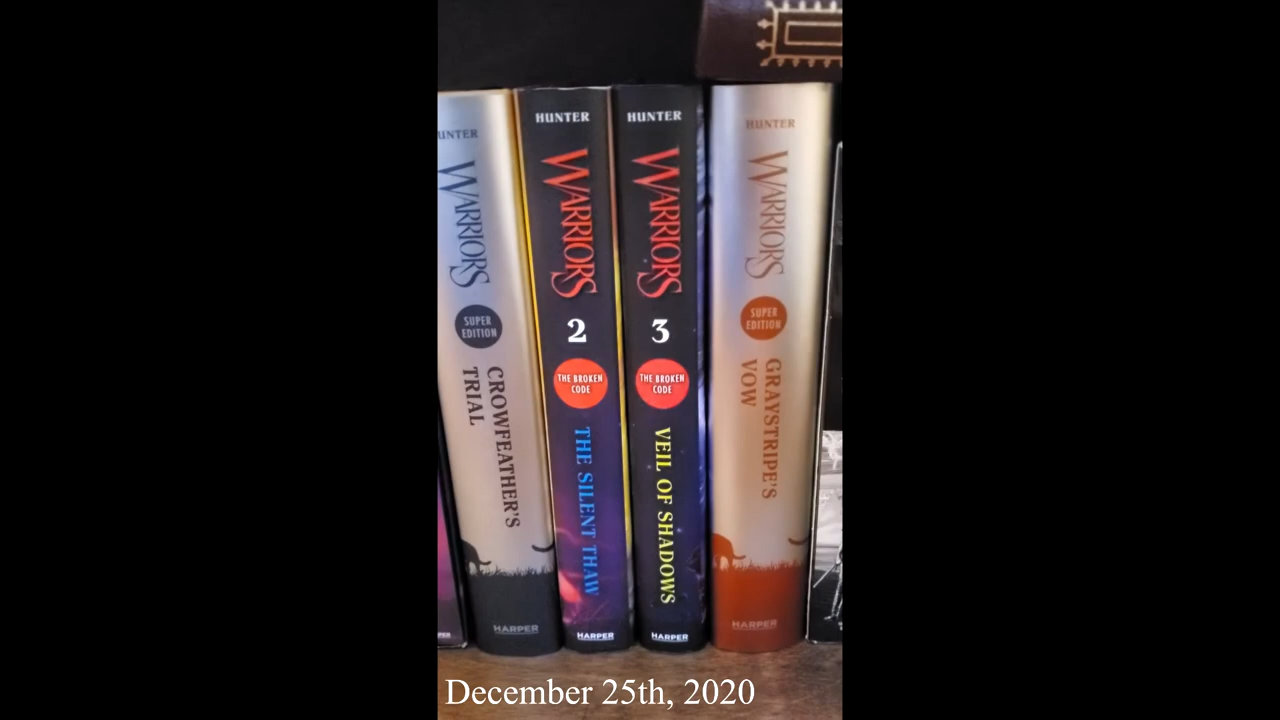 UNTER
WARRIORS
SUPER
EDITION
CROWFEATHER'S
TRIAL
HARPER
HUNTER
WARRIORS
2
THE BROKEN
CODE
THE SILENT THAW
HARPER
HUNTER
WARRIORS
3
THE BROKEN
CODE
VEIL OF SHADOWS
HARPER
HUNTER
WARRIORS
SUPER
EDITION
GRAYSTRIPE'S
VOW
HARPER
December 25th, 2020